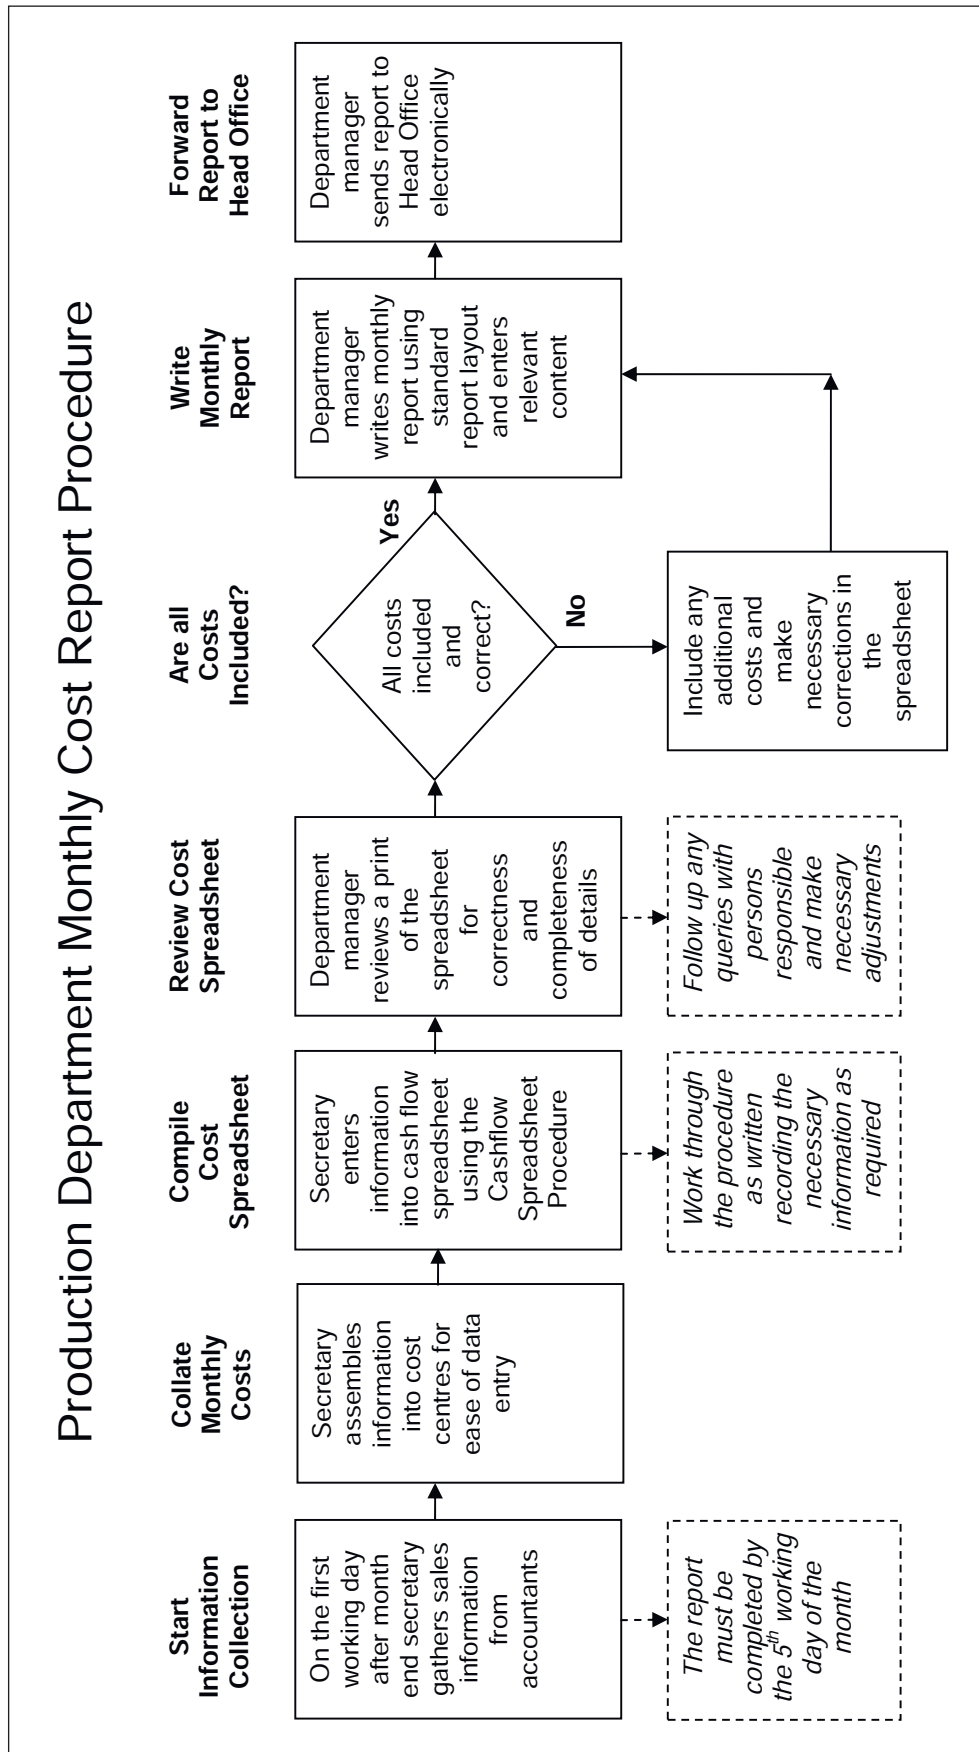 Production Department Monthly Cost Report Procedure
Start
Information
Collection
Collate
Monthly
Costs
Compile
Cost
Spreadsheet
Review Cost
Spreadsheet
Are all
Costs
Included?
Write
Monthly
Report
Forward
Report to
Head Office
On the first
working day
after month
end secretary
gathers sales
information
from
accountants
Secretary
assembles
information
into cost
centres for
ease of data
entry
Secretary
enters
information
into cash flow
spreadsheet
using the
Cashflow
Spreadsheet
Procedure
Department
manager
reviews a print
of the
spreadsheet
for
correctness
and
completeness
of details
All costs
included
and
correct?
Yes
Department
manager
writes monthly
report using
standard
report layout
and enters
relevant
content
Department
manager
sends report to
Head Office
electronically
No
The report
must be
completed by
the 5th working
day of the
month
Work through
the procedure
as written
recording the
necessary
information as
required
Follow up any
queries with
persons
responsible
and make
necessary
adjustments
Include any
additional
costs and
make
necessary
corrections in
the
spreadsheet